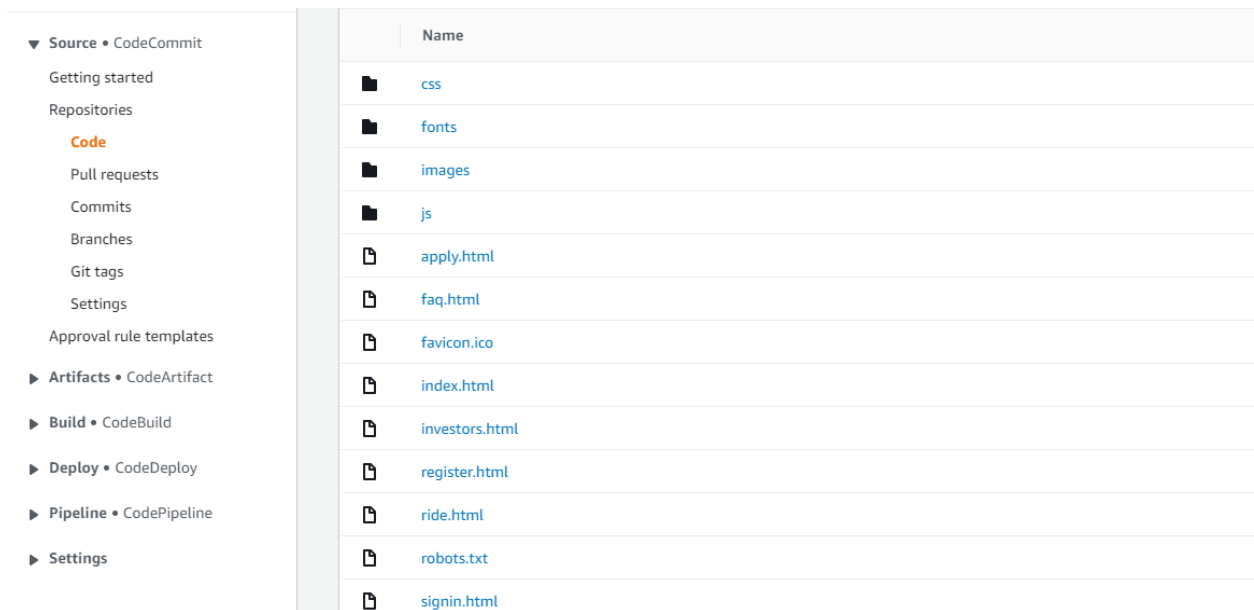 Source • CodeCommit
Getting started
Repositories
Code
Pull requests
Commits
Branches
Git tags
Settings
Approval rule templates
Artifacts • CodeArtifact
Build • CodeBuild
Deploy • CodeDeploy
Pipeline • CodePipeline
Settings
Name
css
fonts
images
js
apply.html
faq.html
favicon.ico
index.html
investors.html
register.html
ride.html
robots.txt
signin.html